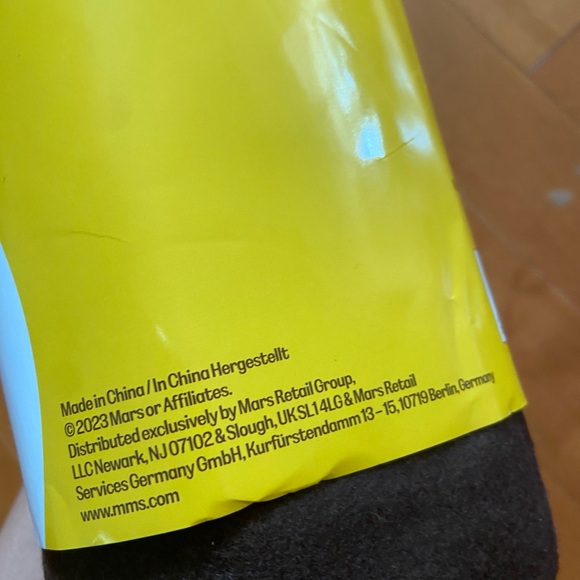 Made in China / In China Hergestellt
© 2023 Mars or Affiliates.
Distributed exclusively by Mars Retail Group,
LLC Newark, NJ 07102 & Slough, UK SL1 4LG & Mars Retail
Services Germany GmbH, Kurfürstendamm 13 – 15, 10719 Berlin, Germany
www.mms.com